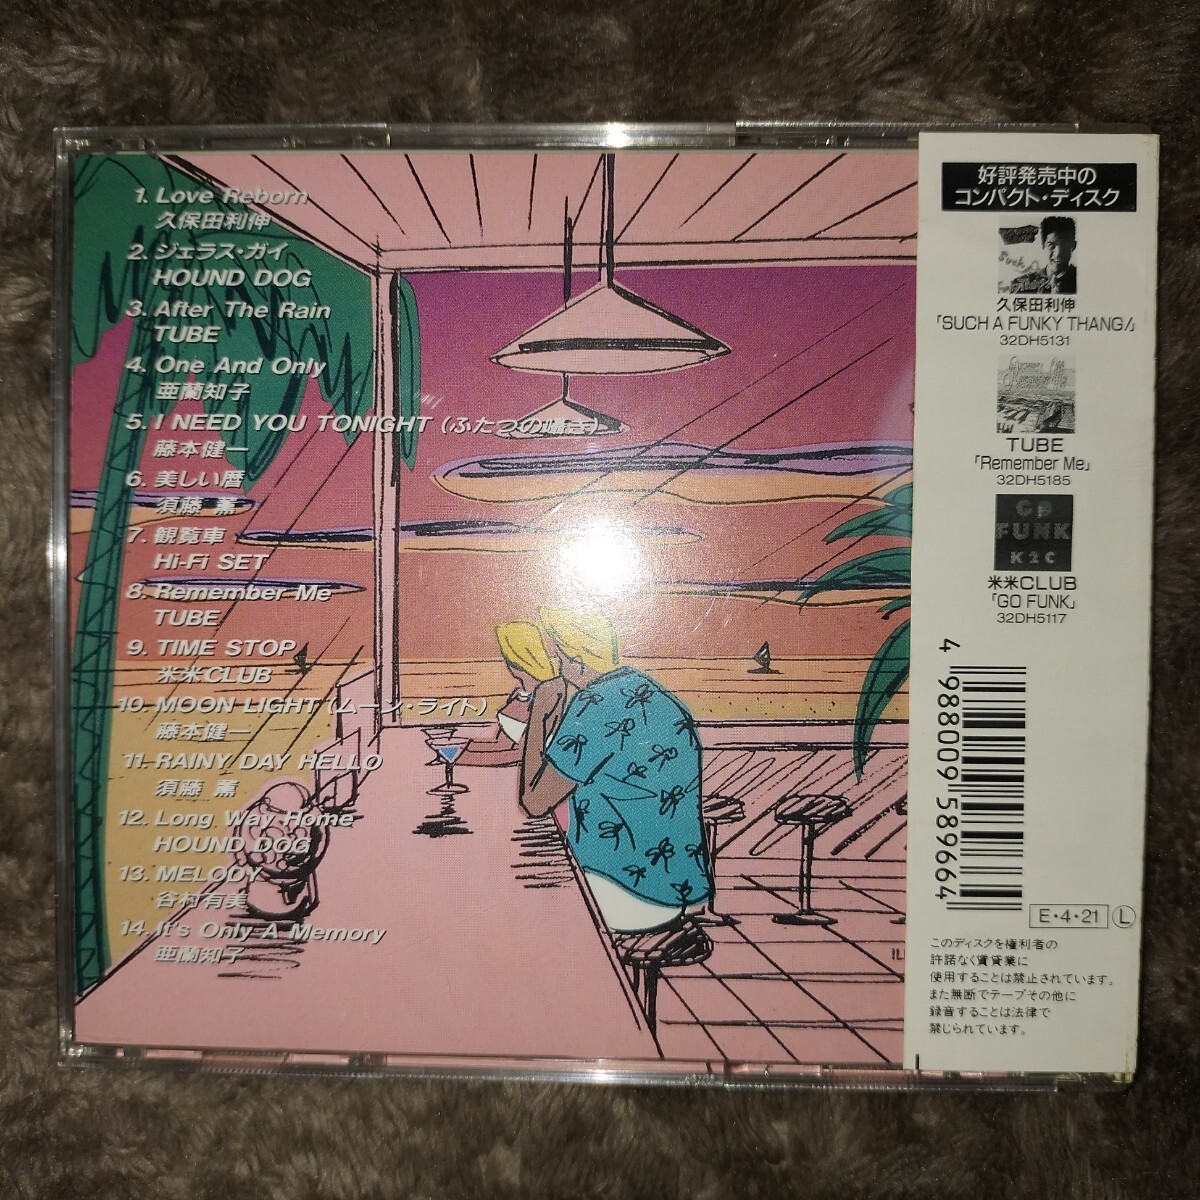 1. Love Reborn
久保田利伸
2. ジェラス・ガイ
HOUND DOG
3. After The Rain
TUBE
4. One And Only
亜蘭知子
5. I NEED YOU TONIGHT (ふたつの囁き)
藤本健一
6. 美しい暦
須藤 薫
7. 観覧車
Hi-Fi SET
8. Remember Me
TUBE
9. TIME STOP
米米CLUB
10. MOON LIGHT (ムーン・ライト)
藤本健一
11. RAINY DAY HELLO
須藤 薫
12. Long Way Home
HOUND DOG
13. MELODY
谷村有美
14. It's Only A Memory
亜蘭知子
好評発売中の
コンパクト・ディスク
久保田利伸
「SUCH A FUNKY THANG!」
32DH5131
TUBE
「Remember Me」
32DH5185
GO
FUNK
K2C
米米CLUB
「GO FUNK」
32DH5117
4 988009 589664
E・4・21 L
このディスクを権利者の
許諾なく賃貸業に
使用することは禁止されています。
また無断でテープその他に
録音することは法律で
禁じられています。